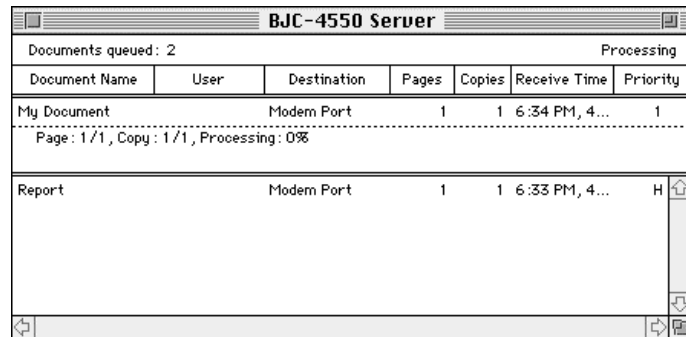 BJC-4550 Server
Documents queued: 2 Processing
Document Name User Destination Pages Copies Receive Time Priority
My Document Modem Port 1 1 6:34 PM, 4... 1
Page: 1/1, Copy: 1/1, Processing: 0%
Report Modem Port 1 1 6:33 PM, 4... H